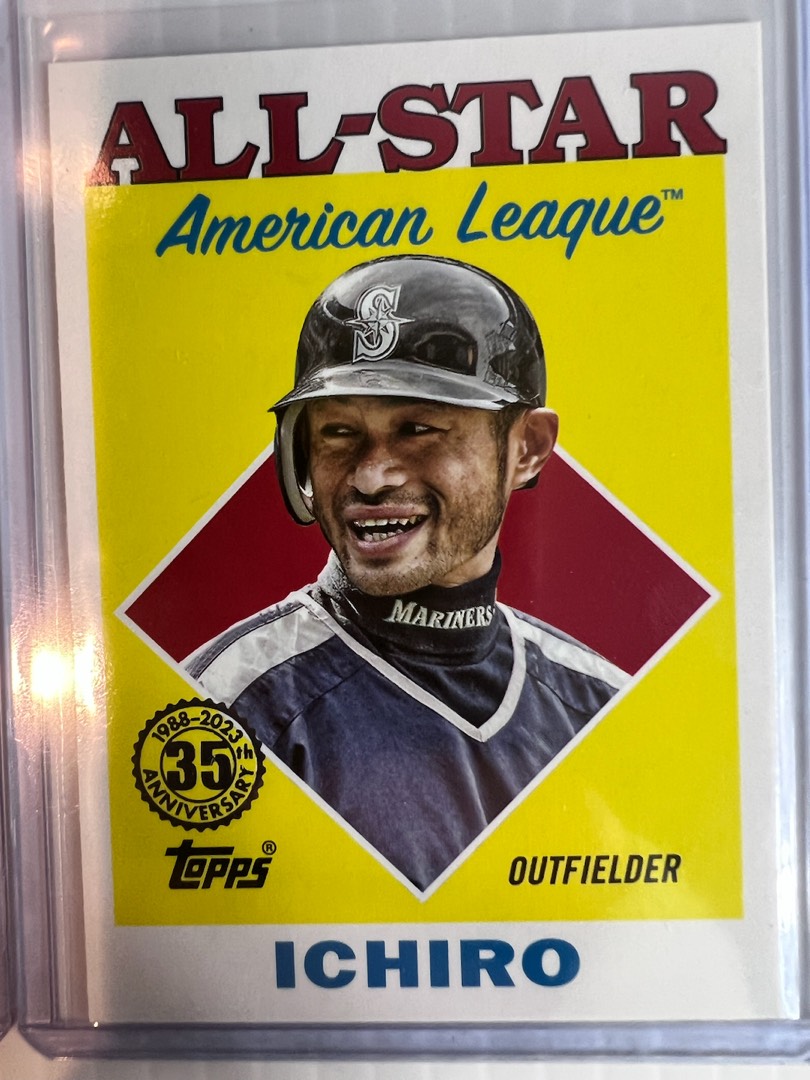 ALL-STAR
American League™
S
MARINERS
1988-2023
35th
ANNIVERSARY
Topps®
OUTFIELDER
ICHIRO